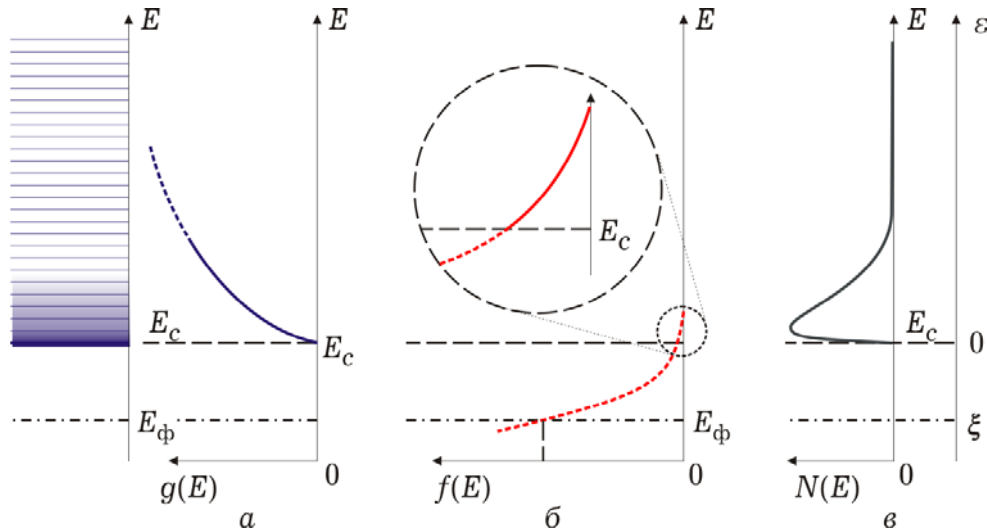 E E E E ε
E_c
E_c E_c E_c 0
E_ф E_ф ξ
g(E) 0 f(E) 0 N(E) 0
а б в